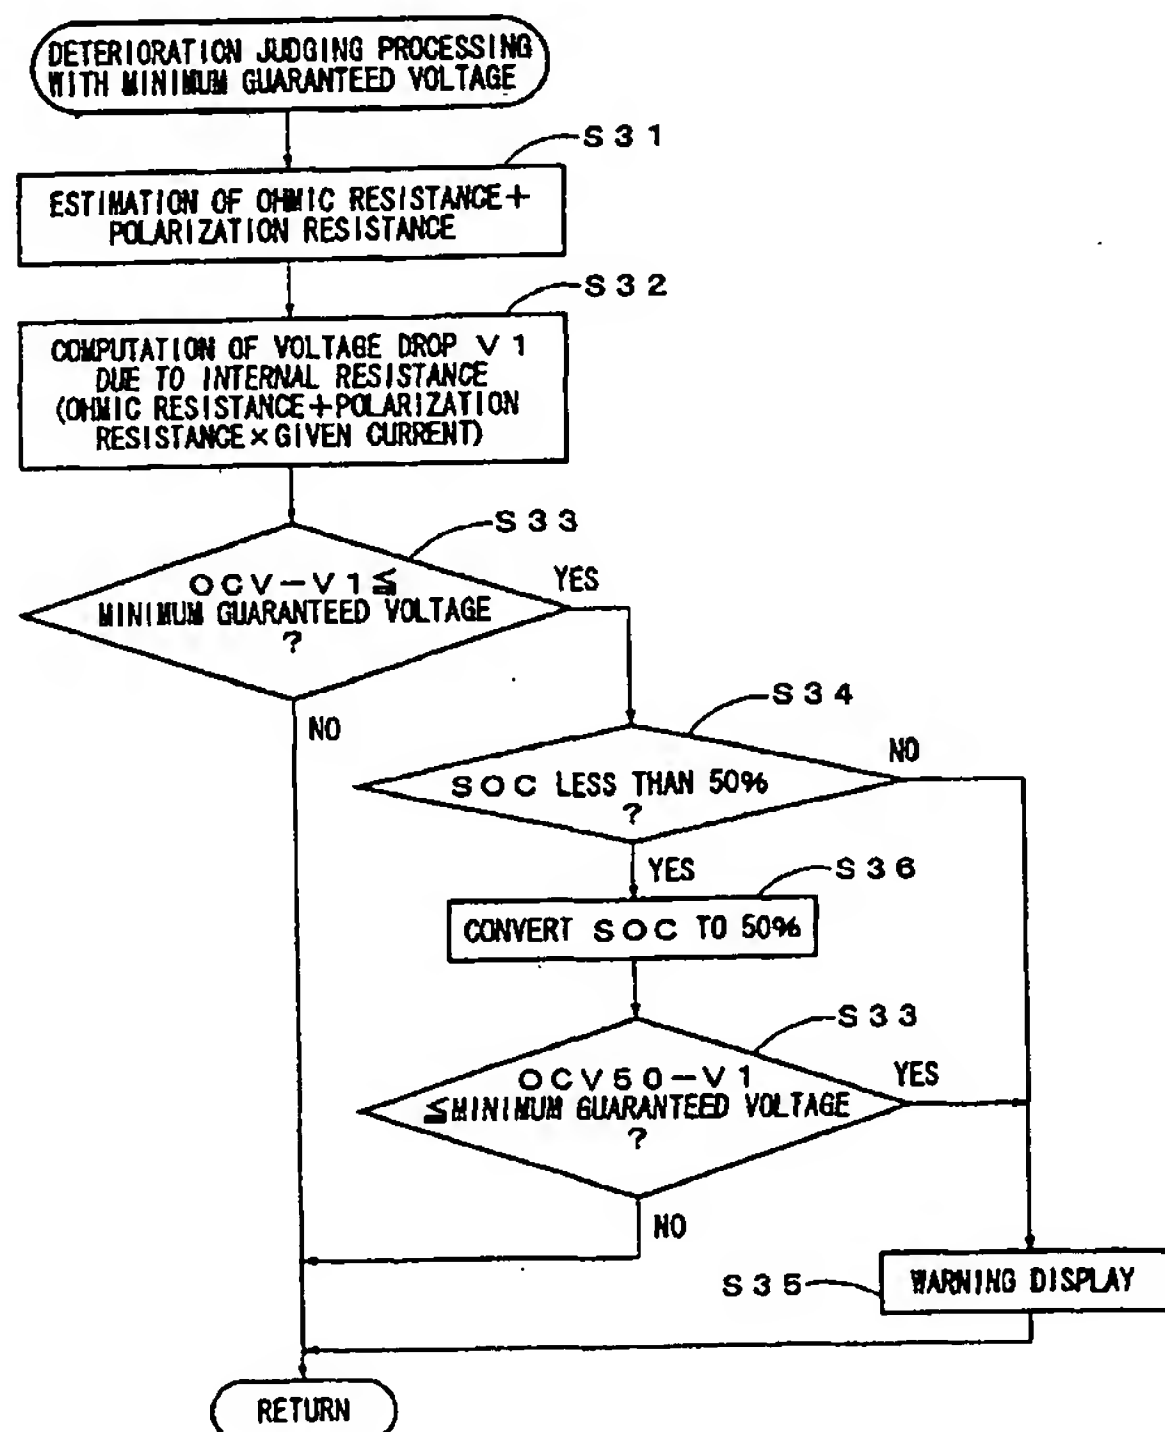 DETERIORATION JUDGING PROCESSING
WITH MINIMUM GUARANTEED VOLTAGE
S31
ESTIMATION OF OHMIC RESISTANCE+
POLARIZATION RESISTANCE
S32
COMPUTATION OF VOLTAGE DROP V1
DUE TO INTERNAL RESISTANCE
(OHMIC RESISTANCE+POLARIZATION
RESISTANCE×GIVEN CURRENT)
S33
OCV-V1≦
MINIMUM GUARANTEED VOLTAGE
?
YES
NO
S34
SOC LESS THAN 50%
?
NO
YES
S36
CONVERT SOC TO 50%
S33
OCV50-V1
≦MINIMUM GUARANTEED VOLTAGE
?
YES
NO
S35
WARNING DISPLAY
RETURN